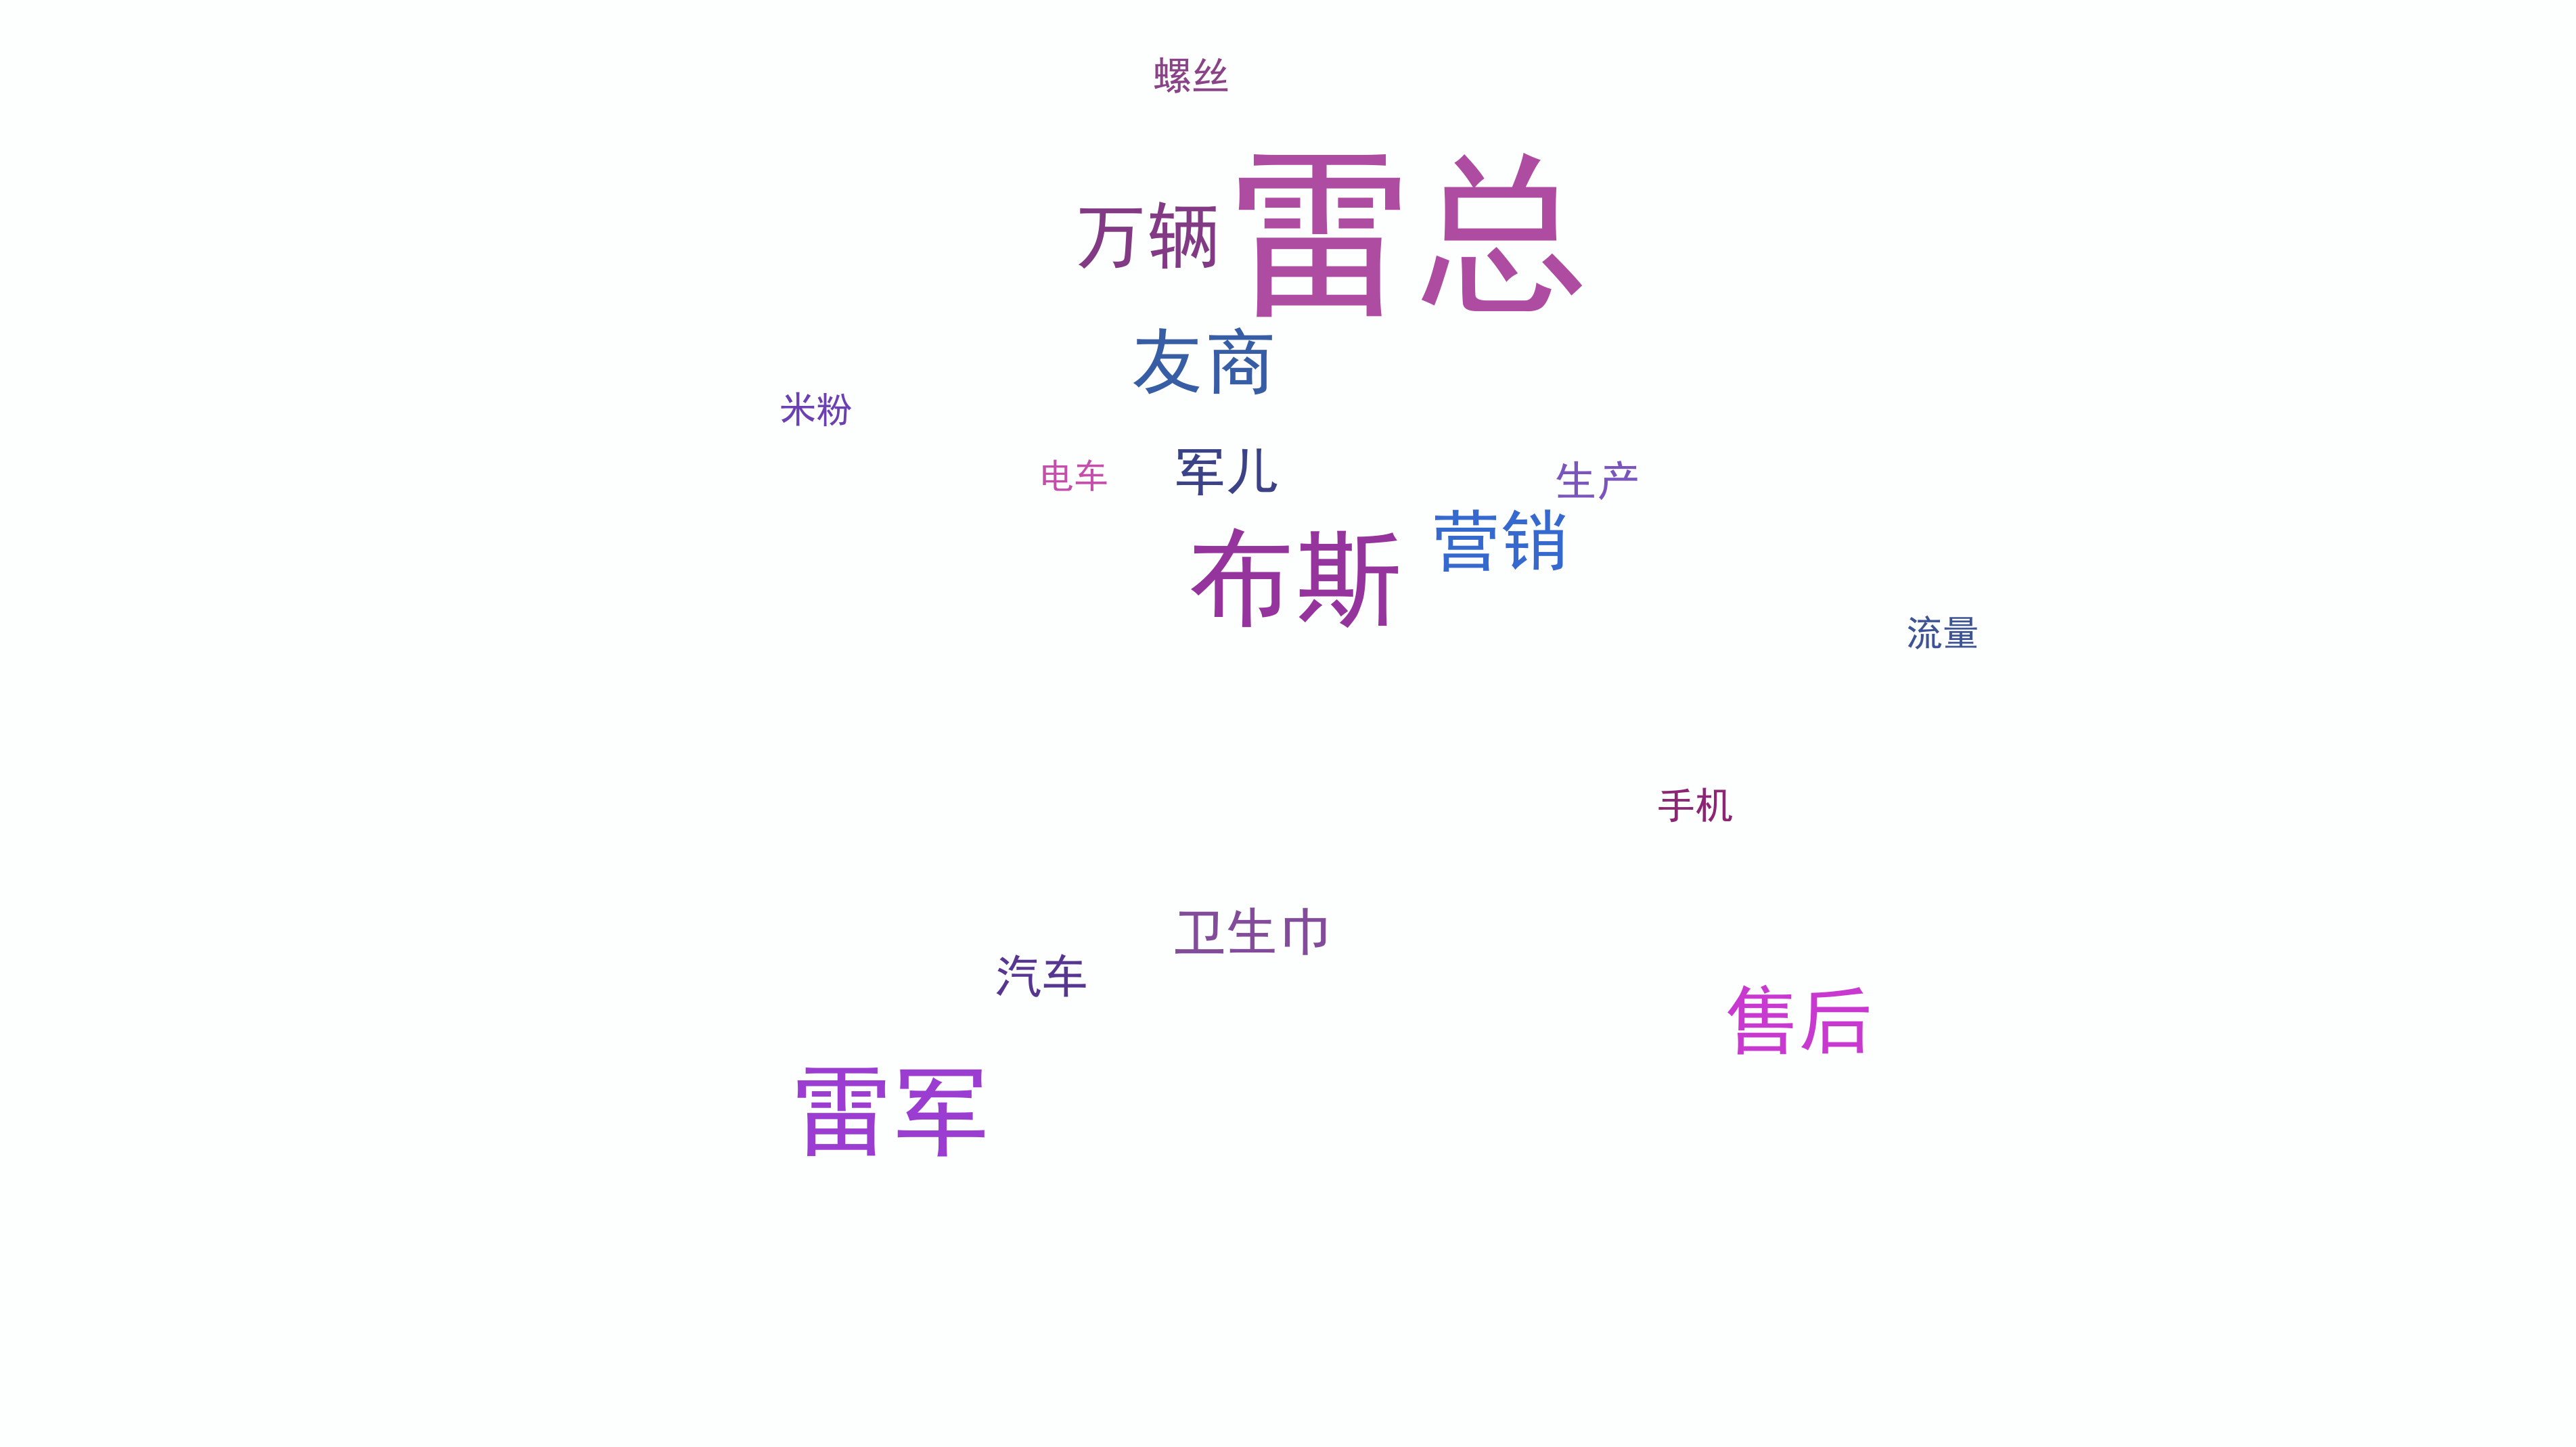 螺丝
雷总
万辆
友商
米粉
电车
军儿
生产
营销
布斯
流量
手机
卫生巾
汽车
售后
雷军